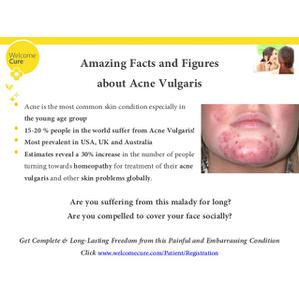 Welcome
Cure
Amazing Facts and Figures
about Acne Vulgaris
Acne is the most common skin condition especially in
the young age group
15-20 % people in the world suffer from Acne Vulgaris!
Most prevalent in USA, UK and Australia
Estimates reveal a 30% increase in the number of people
turning towards homeopathy for treatment of their acne
vulgaris and other skin problems globally.
Are you suffering from this malady for long?
Are you compelled to cover your face socially?
Get Complete & Long-Lasting Freedom from this Painful and Embarrassing Condition
Click www.welcomecure.com/Patient/Registration